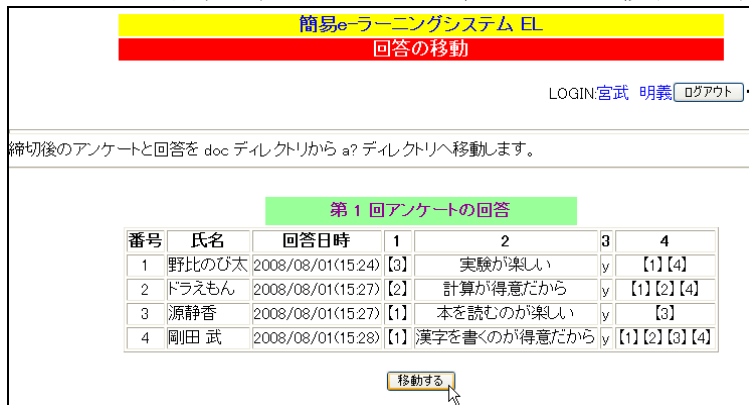 簡易e-ラーニングシステム EL
回答の移動
LOGIN:宮武 明義 ログアウト
締切後のアンケートと回答を doc ディレクトリから a? ディレクトリへ移動します。
第 1 回アンケートの回答
番号 氏名 回答日時 1 2 3 4
1 野比のび太 2008/08/01(15:24) 【3】 実験が楽しい y 【1】【4】
2 ドラえもん 2008/08/01(15:27) 【2】 計算が得意だから y 【1】【2】【4】
3 源静香 2008/08/01(15:27) 【1】 本を読むのが楽しい y 【3】
4 剛田 武 2008/08/01(15:28) 【1】 漢字を書くのが得意だから y 【1】【2】【3】【4】
移動する